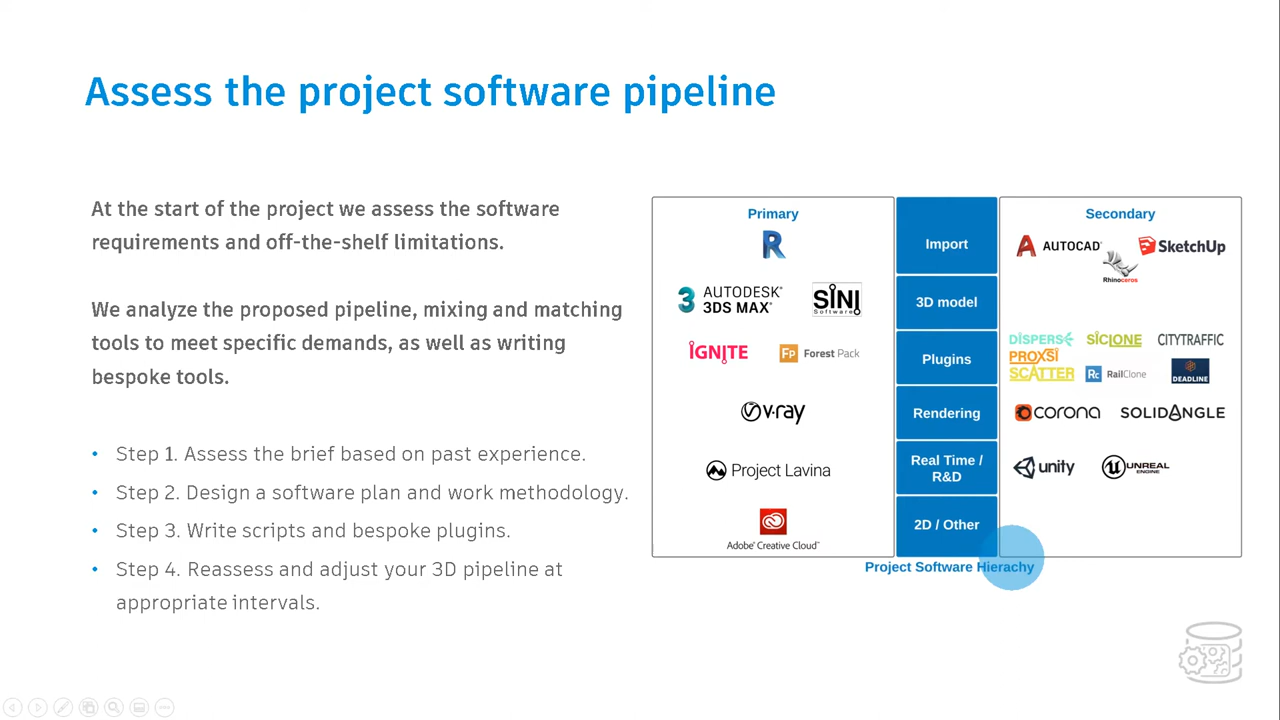 Assess the project software pipeline
At the start of the project we assess the software
requirements and off-the-shelf limitations.
We analyze the proposed pipeline, mixing and matching
tools to meet specific demands, as well as writing
bespoke tools.
• Step 1. Assess the brief based on past experience.
• Step 2. Design a software plan and work methodology.
• Step 3. Write scripts and bespoke plugins.
• Step 4. Reassess and adjust your 3D pipeline at
appropriate intervals.
Primary
Import
Secondary
R
A AUTOCAD®
SketchUp
Rhinoceros
3 AUTODESK®
3DS MAX®
SiNi
Software
3D model
IGNITE
Fp Forest Pack
Plugins
DISPERSE
SICLONE
CITYTRAFFIC
PROXSI
SCATTER
Rc RailClone
DEADLINE
v·ray
Rendering
corona
SOLIDANGLE
Project Lavina
Real Time /
R&D
unity
UNREAL
ENGINE
2D / Other
Adobe® Creative Cloud™
Project Software Hierachy